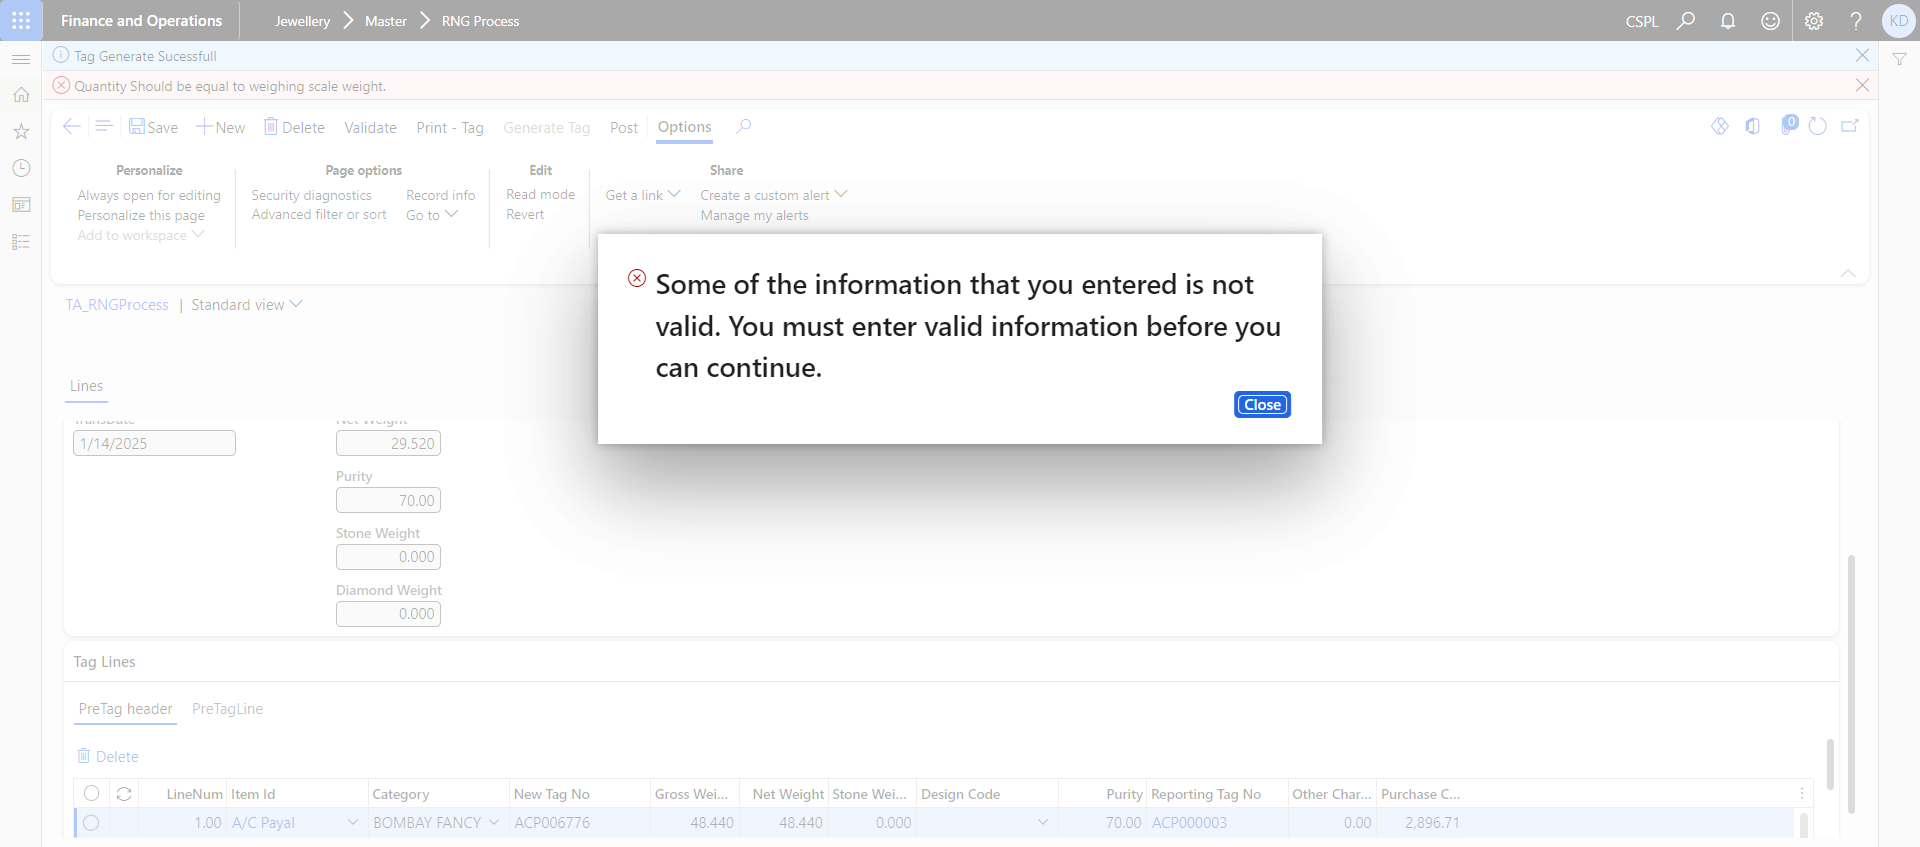 Finance and Operations
Jewellery
Master
RNG Process
CSPL
KD
Tag Generate Sucessfull
Quantity Should be equal to weighing scale weight.
Save
New
Delete
Validate
Print - Tag
Generate Tag
Post
Options
0
Personalize
Always open for editing
Personalize this page
Add to workspace
Page options
Security diagnostics
Advanced filter or sort
Record info
Go to
Edit
Read mode
Revert
Share
Get a link
Create a custom alert
Manage my alerts
Some of the information that you entered is not
valid. You must enter valid information before you
can continue.
Close
TA_RNGProcess | Standard view
Lines
TransDate
1/14/2025
Net Weight
29.520
Purity
70.00
Stone Weight
0.000
Diamond Weight
0.000
Tag Lines
PreTag header
PreTagLine
Delete
LineNum Item Id Category New Tag No Gross Wei... Net Weight Stone Wei... Design Code Purity Reporting Tag No Other Char... Purchase C...
1.00 A/C Payal BOMBAY FANCY ACP006776 48.440 48.440 0.000 70.00 ACP000003 0.00 2,896.71